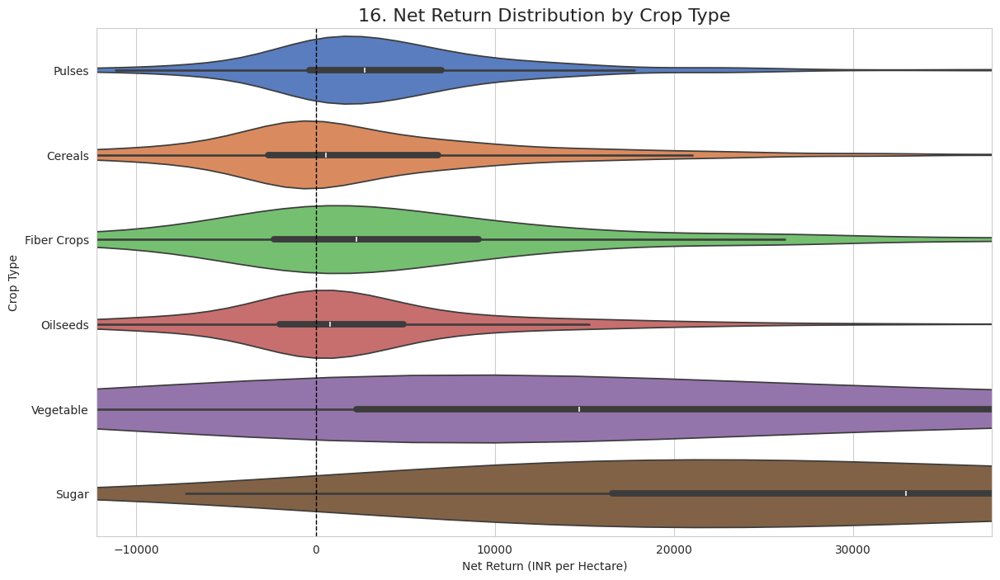 16. Net Return Distribution by Crop Type
Crop Type
Pulses
Cereals
Fiber Crops
Oilseeds
Vegetable
Sugar
−10000
0
10000
20000
30000
Net Return (INR per Hectare)